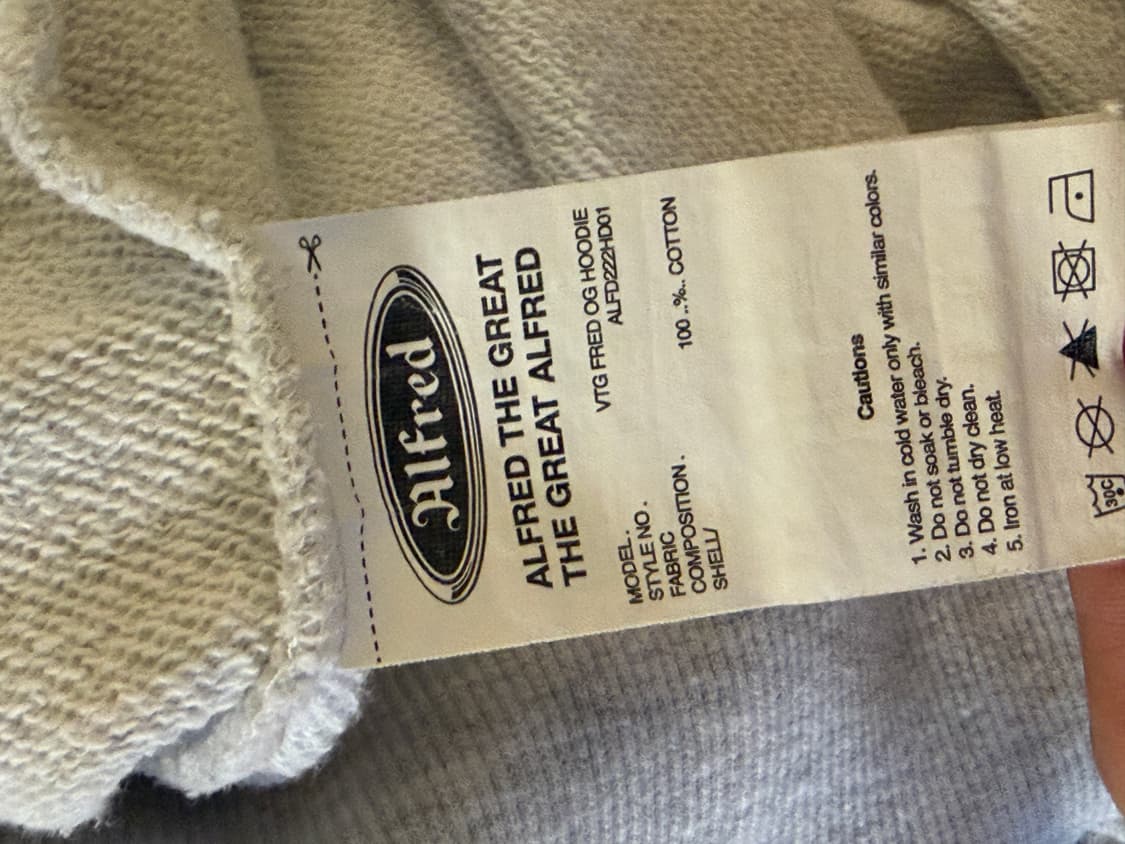 Alfred
ALFRED THE GREAT
THE GREAT ALFRED
MODEL. VTG FRED OG HOODIE
STYLE NO. ALFD222HD01
FABRIC
COMPOSITION.
SHELL/ 100 ..%.. COTTON
Cautions
1. Wash in cold water only with similar colors.
2. Do not soak or bleach.
3. Do not tumble dry.
4. Do not dry clean.
5. Iron at low heat.
30C